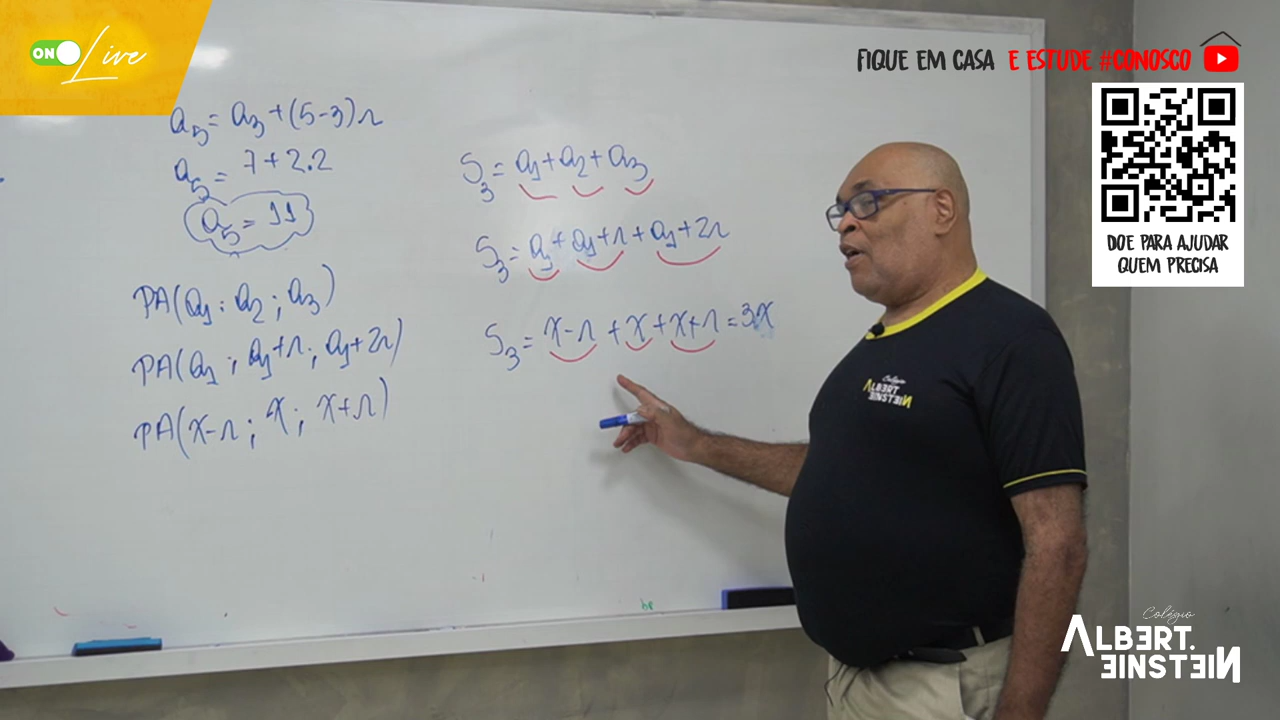 ON Live
FIQUE EM CASA E ESTUDE #CONOSCO
DOE PARA AJUDAR
QUEM PRECISA
a₅ = a₃ + (5-3)r
a₅ = 7 + 2.2
a₅ = 11
PA(a₁ ; a₂ ; a₃)
PA(a₁ ; a₁+r ; a₁+2r)
PA(x-r ; x ; x+r)
S₃ = a₁ + a₂ + a₃
S₃ = a₁ + a₁+r + a₁+2r
S₃ = x-r + x + x+r = 3x
Colégio
ALBERT
EINSTEIN
Colégio
ALBERT.
EINSTEIN